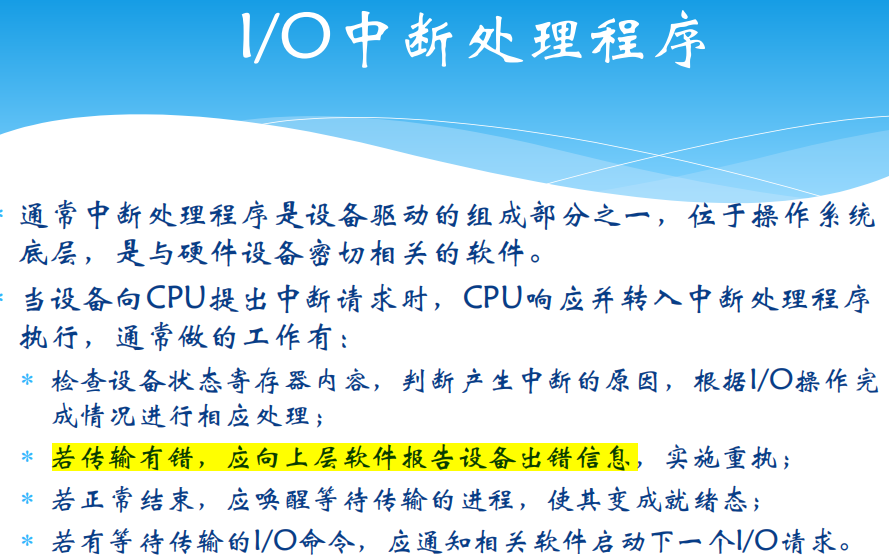 I/O中断处理程序
通常中断处理程序是设备驱动的组成部分之一，位于操作系统
底层，是与硬件设备密切相关的软件。
当设备向CPU提出中断请求时，CPU响应并转入中断处理程序
执行，通常做的工作有：
* 检查设备状态寄存器内容，判断产生中断的原因，根据I/O操作完
成情况进行相应处理；
* 若传输有错，应向上层软件报告设备出错信息，实施重执；
* 若正常结束，应唤醒等待传输的进程，使其变成就绪态；
* 若有等待传输的I/O命令，应通知相关软件启动下一个I/O请求。